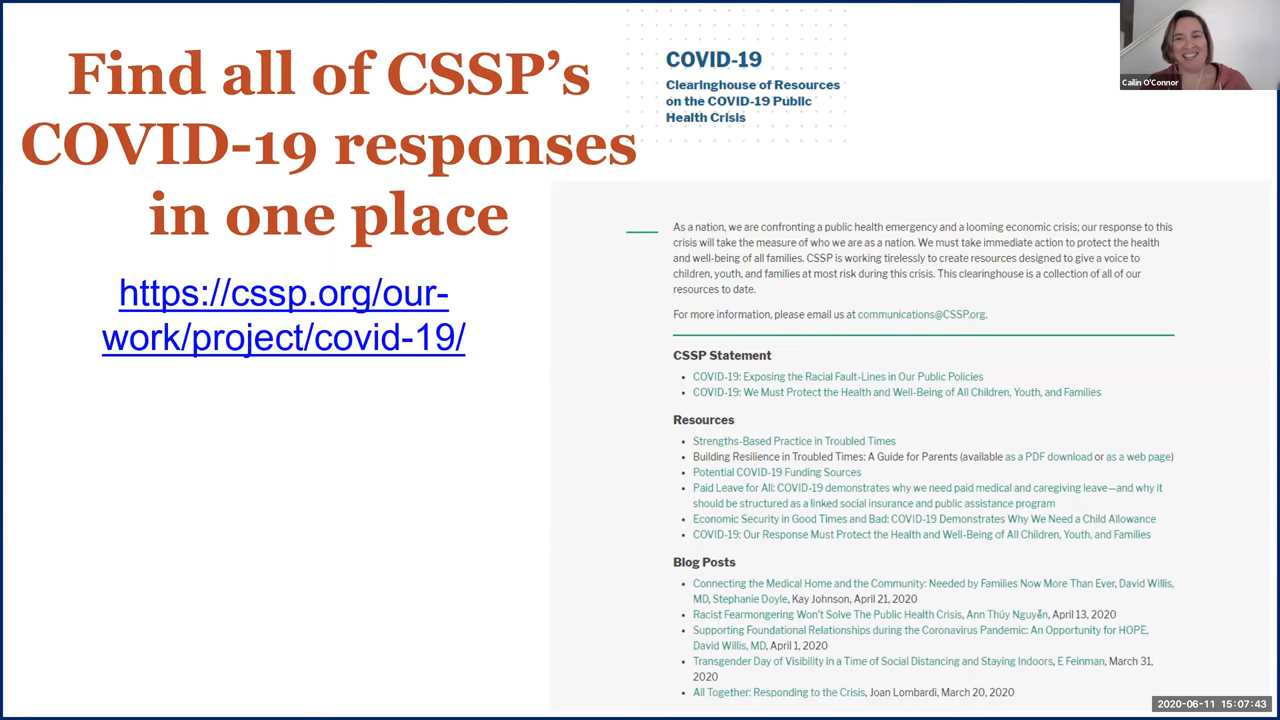 Find all of CSSP's
COVID-19 responses
in one place
https://cssp.org/our-
work/project/covid-19/
COVID-19
Clearinghouse of Resources
on the COVID-19 Public
Health Crisis
Cailin O'Connor
As a nation, we are confronting a public health emergency and a looming economic crisis; our response to this
crisis will take the measure of who we are as a nation. We must take immediate action to protect the health
and well-being of all families. CSSP is working tirelessly to create resources designed to give a voice to
children, youth, and families at most risk during this crisis. This clearinghouse is a collection of all of our
resources to date.
For more information, please email us at communications@CSSP.org.
CSSP Statement
• COVID-19: Exposing the Racial Fault-Lines in Our Public Policies
• COVID-19: We Must Protect the Health and Well-Being of All Children, Youth, and Families
Resources
• Strengths-Based Practice in Troubled Times
• Building Resilience in Troubled Times: A Guide for Parents (available as a PDF download or as a web page)
• Potential COVID-19 Funding Sources
• Paid Leave for All: COVID-19 demonstrates why we need paid medical and caregiving leave—and why it
should be structured as a linked social insurance and public assistance program
• Economic Security in Good Times and Bad: COVID-19 Demonstrates Why We Need a Child Allowance
• COVID-19: Our Response Must Protect the Health and Well-Being of All Children, Youth, and Families
Blog Posts
• Connecting the Medical Home and the Community: Needed by Families Now More Than Ever, David Willis,
MD, Stephanie Doyle, Kay Johnson, April 21, 2020
• Racist Fearmongering Won't Solve The Public Health Crisis, Ann Thúy Nguyễn, April 13, 2020
• Supporting Foundational Relationships during the Coronavirus Pandemic: An Opportunity for HOPE,
David Willis, MD, April 1, 2020
• Transgender Day of Visibility in a Time of Social Distancing and Staying Indoors, E Feinman, March 31,
2020
• All Together: Responding to the Crisis, Joan Lombardi, March 20, 2020
2020-06-11 15:07:43